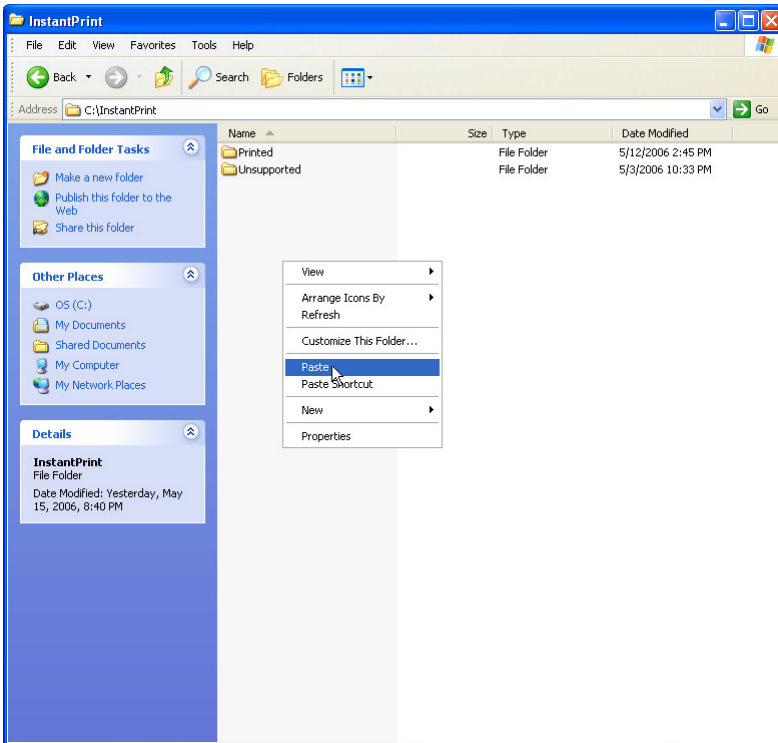 InstantPrint
File Edit View Favorites Tools Help
Back Search Folders
Address C:\InstantPrint Go
Name Size Type Date Modified
Printed File Folder 5/12/2006 2:45 PM
Unsupported File Folder 5/3/2006 10:33 PM
File and Folder Tasks
Make a new folder
Publish this folder to the
Web
Share this folder
Other Places
OS (C:)
My Documents
Shared Documents
My Computer
My Network Places
Details
InstantPrint
File Folder
Date Modified: Yesterday, May
15, 2006, 8:40 PM
View
Arrange Icons By
Refresh
Customize This Folder...
Paste
Paste Shortcut
New
Properties